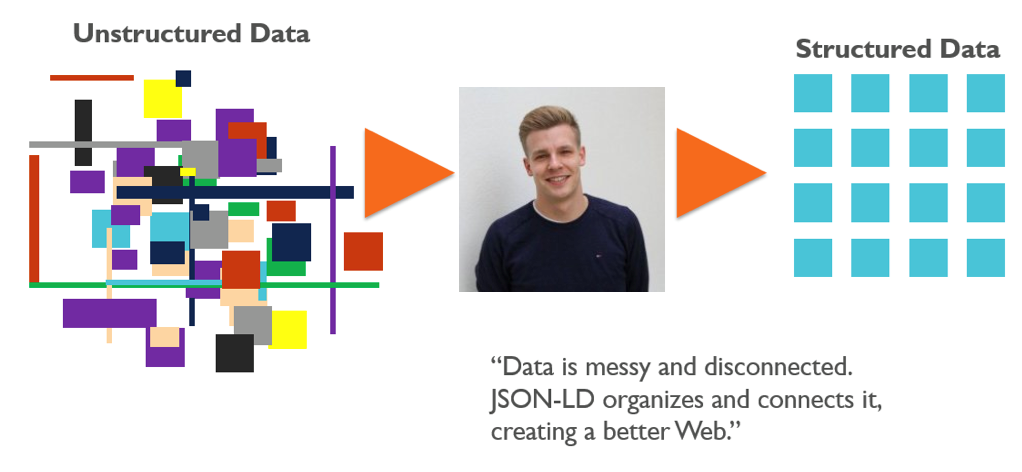 Unstructured Data
Structured Data
“Data is messy and disconnected.
JSON-LD organizes and connects it,
creating a better Web.”